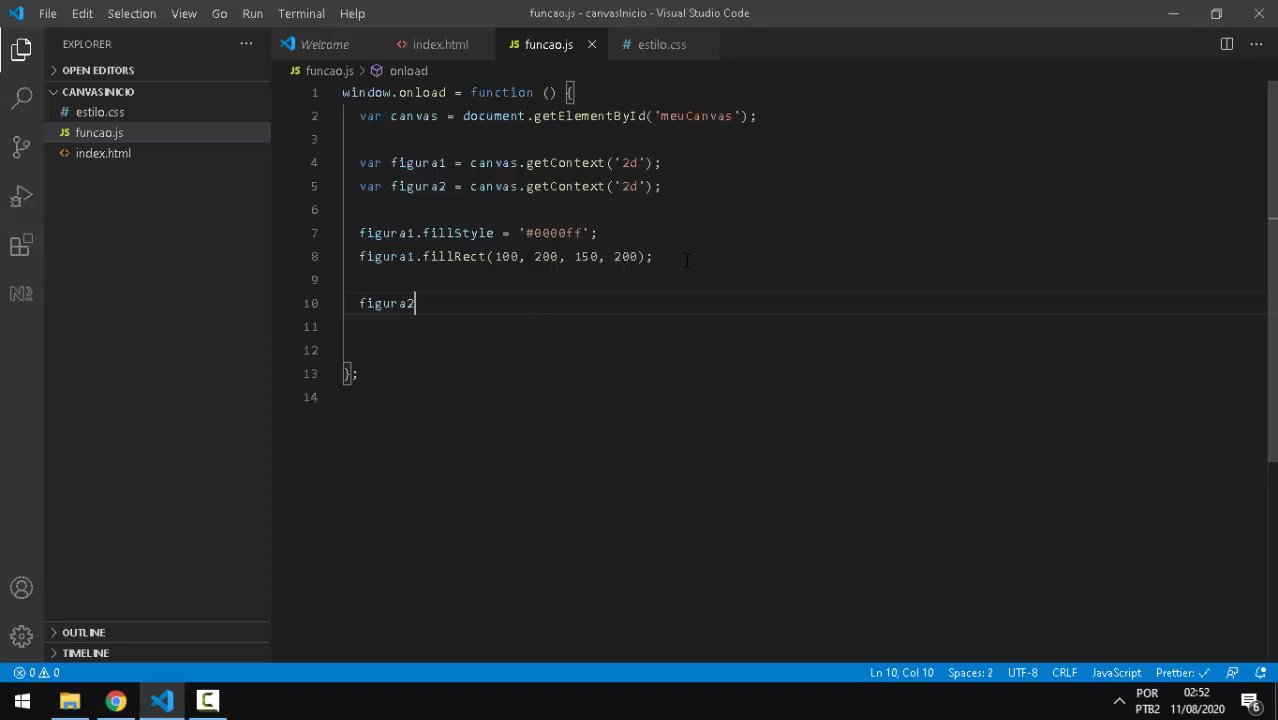 File Edit Selection View Go Run Terminal Help
funcao.js - canvasInicio - Visual Studio Code
EXPLORER
Welcome
index.html
JS funcao.js
# estilo.css
OPEN EDITORS
JS funcao.js > onload
CANVASINICIO
# estilo.css
JS funcao.js
<> index.html
1 window.onload = function () {
2 var canvas = document.getElementById('meuCanvas');
3
4 var figura1 = canvas.getContext('2d');
5 var figura2 = canvas.getContext('2d');
6
7 figura1.fillStyle = '#0000ff';
8 figura1.fillRect(100, 200, 150, 200);
9
10 figura2
11
12
13 };
14
OUTLINE
TIMELINE
0 0
Ln 10, Col 10 Spaces: 2 UTF-8 CRLF JavaScript Prettier: ✓
POR
PTB2
02:52
11/08/2020
6